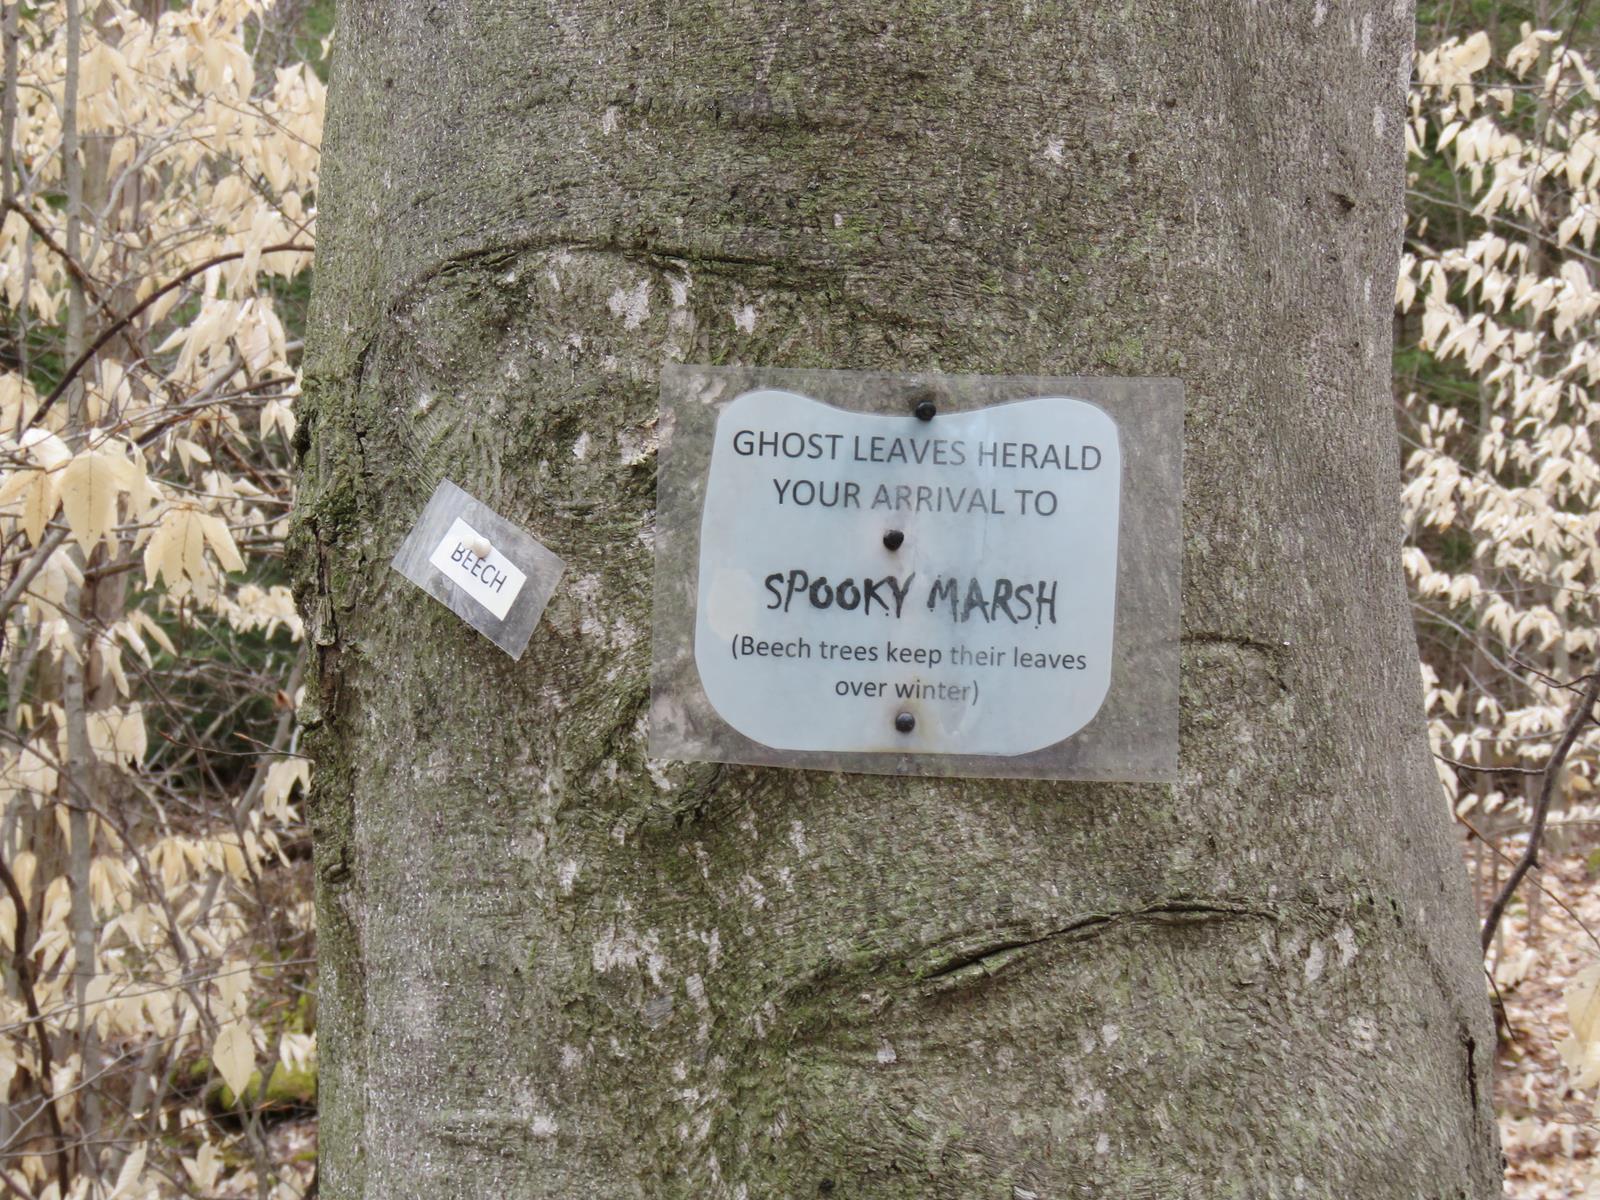 BEECH
GHOST LEAVES HERALD
YOUR ARRIVAL TO
SPOOKY MARSH
(Beech trees keep their leaves
over winter)